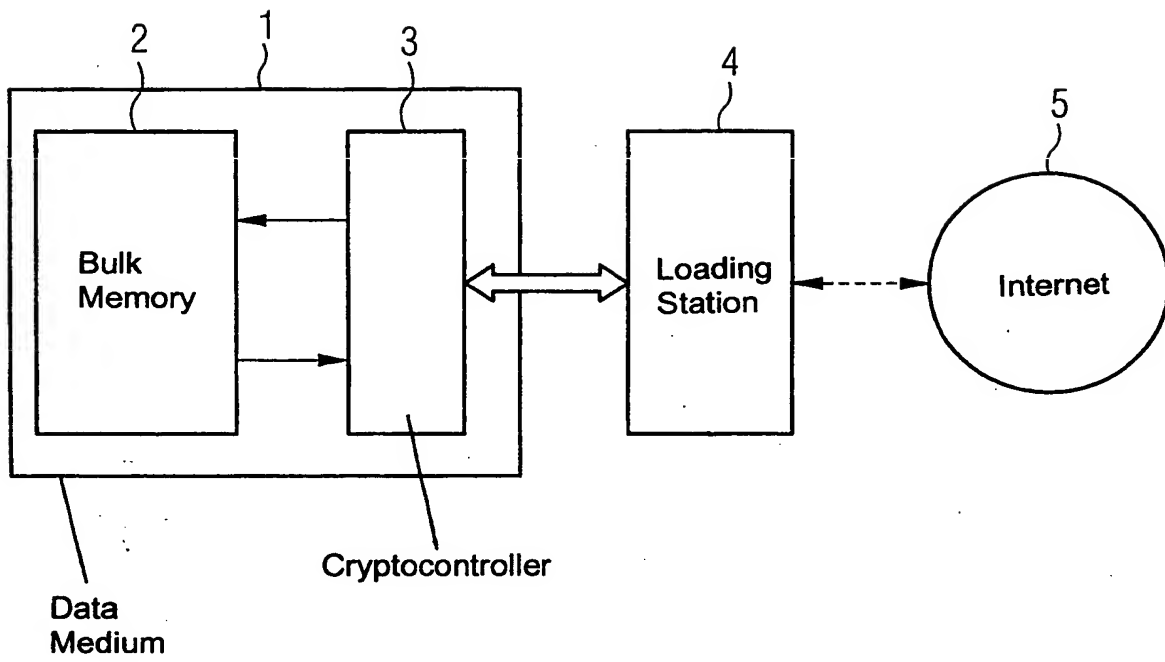 1
2
3
4
5
Bulk
Memory
Loading
Station
Internet
Cryptocontroller
Data
Medium